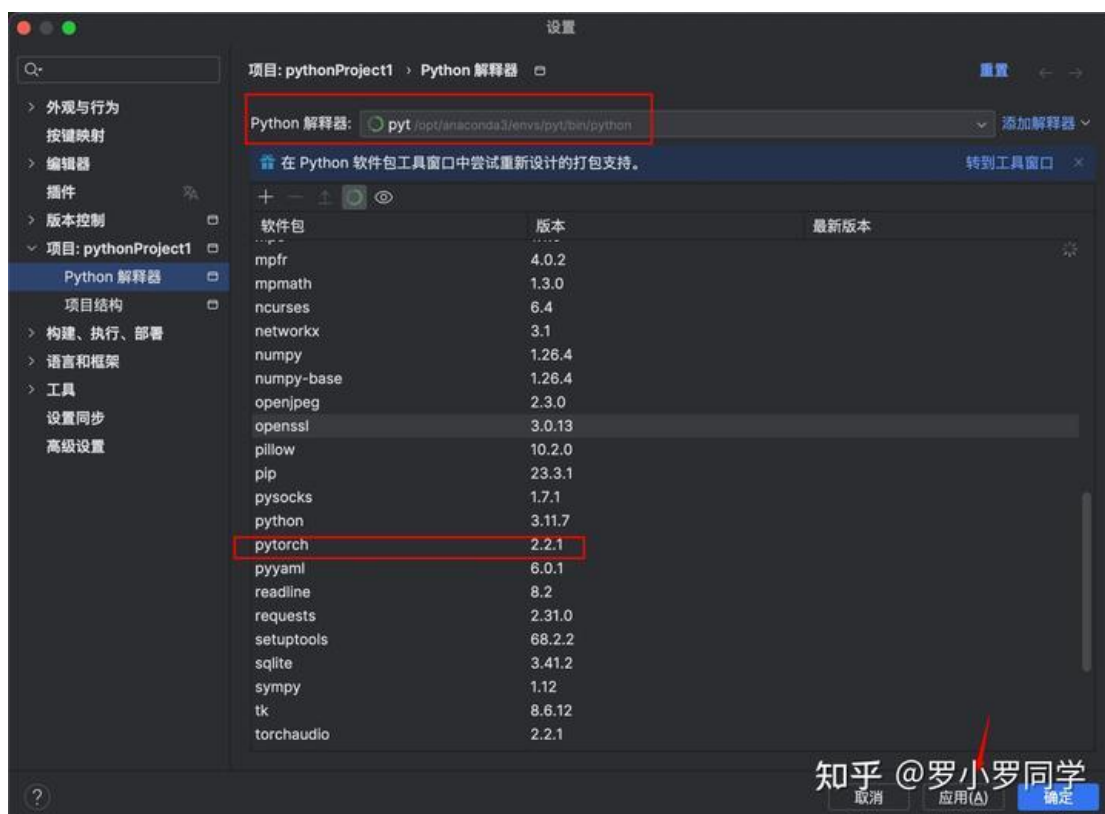 设置
项目: pythonProject1 › Python 解释器
重置
外观与行为
按键映射
编辑器
插件
版本控制
项目: pythonProject1
Python 解释器
项目结构
构建、执行、部署
语言和框架
工具
设置同步
高级设置
Python 解释器: pyt /opt/anaconda3/envs/pyt/bin/python
添加解释器
在 Python 软件包工具窗口中尝试重新设计的打包支持。
转到工具窗口
软件包 版本 最新版本
mpfr 4.0.2
mpmath 1.3.0
ncurses 6.4
networkx 3.1
numpy 1.26.4
numpy-base 1.26.4
openjpeg 2.3.0
openssl 3.0.13
pillow 10.2.0
pip 23.3.1
pysocks 1.7.1
python 3.11.7
pytorch 2.2.1
pyyaml 6.0.1
readline 8.2
requests 2.31.0
setuptools 68.2.2
sqlite 3.41.2
sympy 1.12
tk 8.6.12
torchaudio 2.2.1
知乎 @罗小罗同学
?
取消
应用(A)
确定